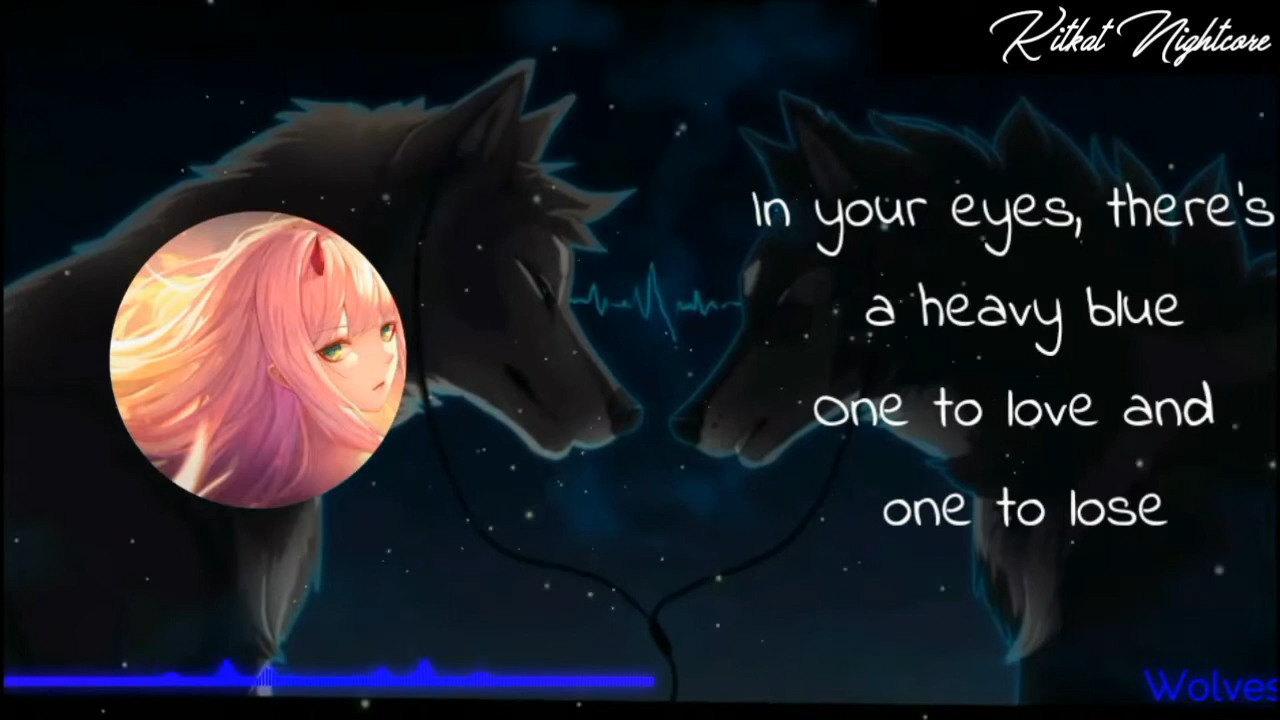 Kitkat Nightcore
In your eyes, there's
a heavy blue
One to love and
one to lose
Wolves